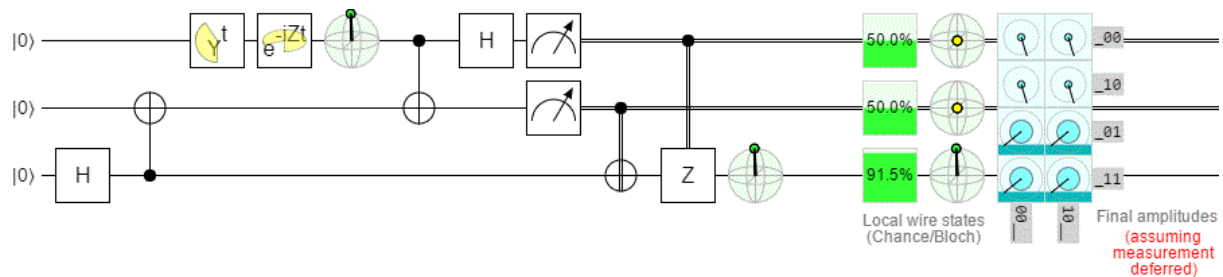 |0⟩ Y^t e^-iZt H 50.0% _00
_10
|0⟩ 50.0% _01
|0⟩ H Z 91.5% _11
Local wire states
(Chance/Bloch)
00_
10_
Final amplitudes
(assuming
measurement
deferred)